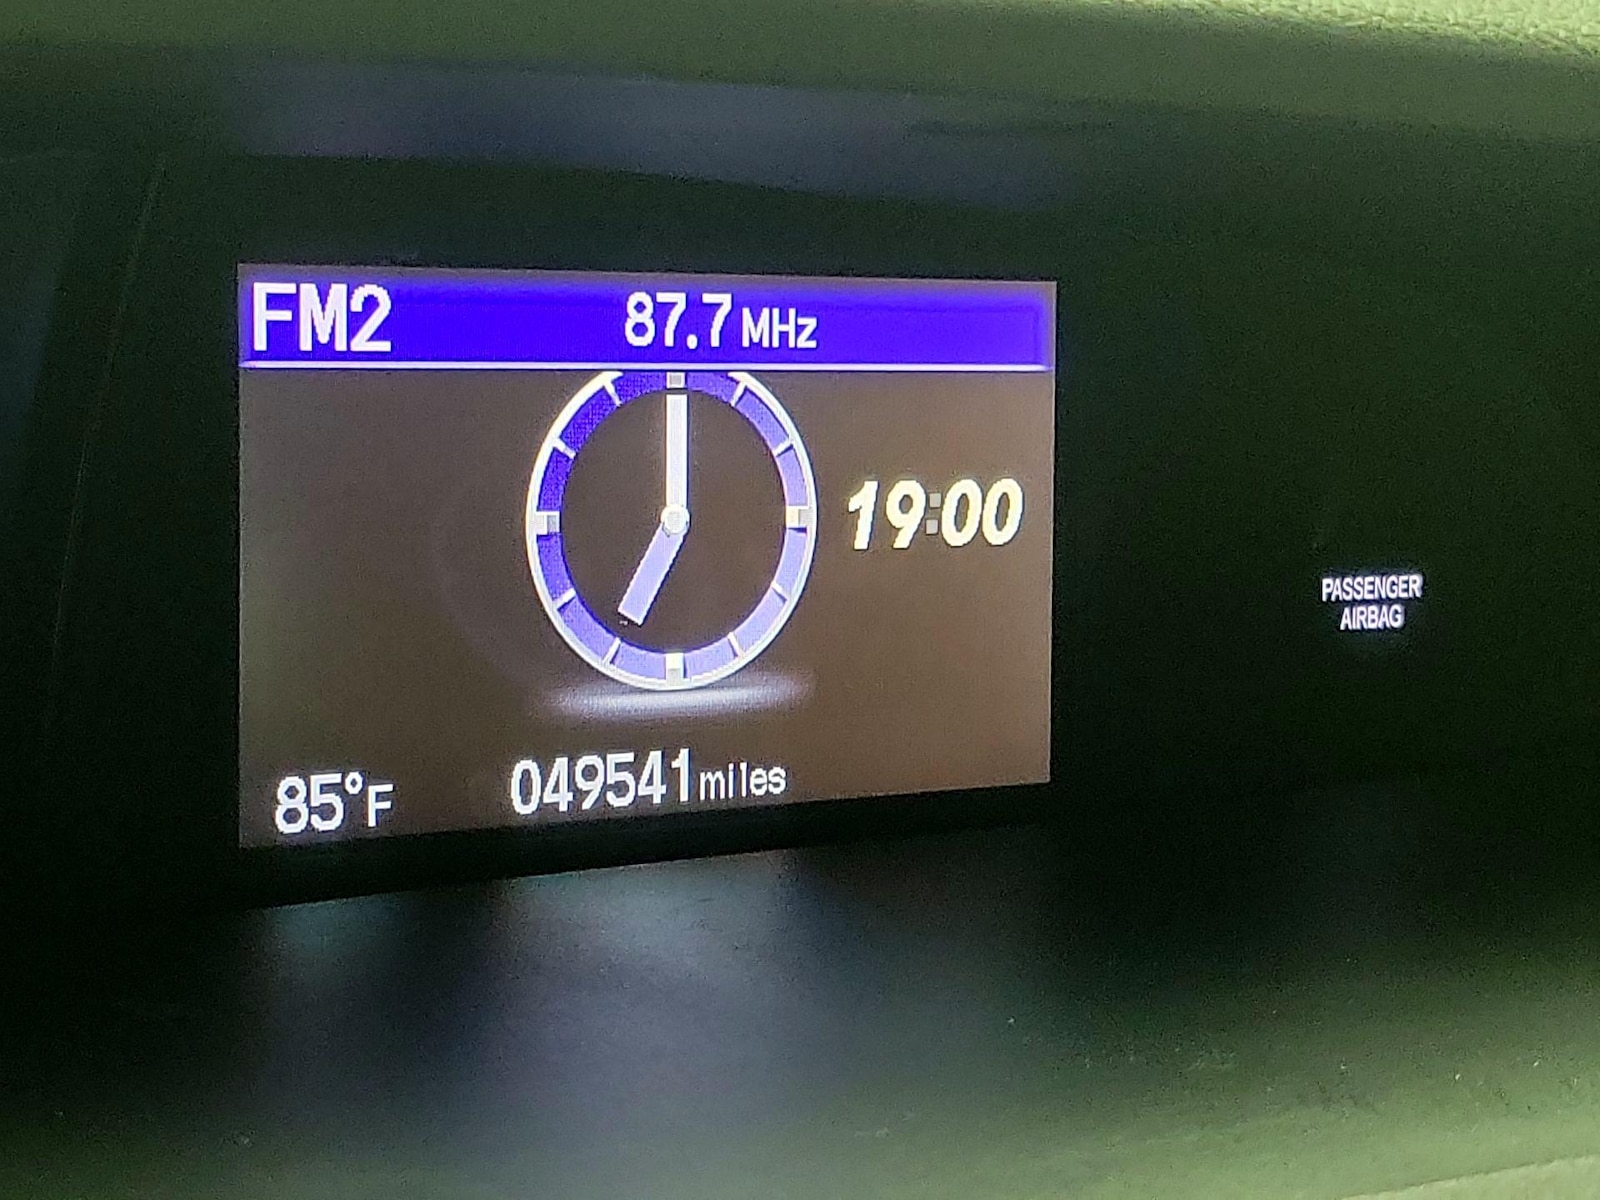 FM2 87.7 MHz
19:00
PASSENGER
AIRBAG
85°F 049541 miles